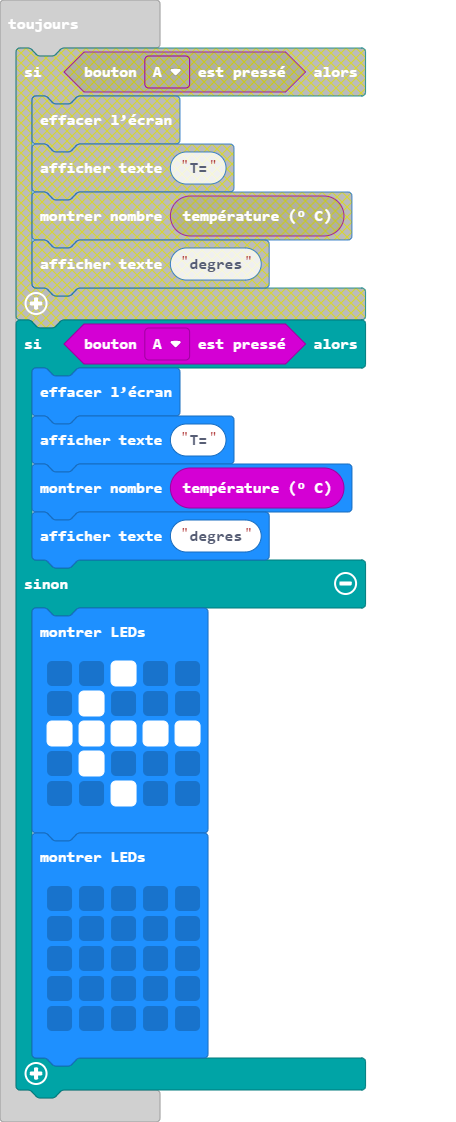 toujours
si bouton A est pressé alors
effacer l'écran
afficher texte "T="
montrer nombre température (º C)
afficher texte "degres"
si bouton A est pressé alors
effacer l'écran
afficher texte "T="
montrer nombre température (º C)
afficher texte "degres"
sinon
montrer LEDs
montrer LEDs